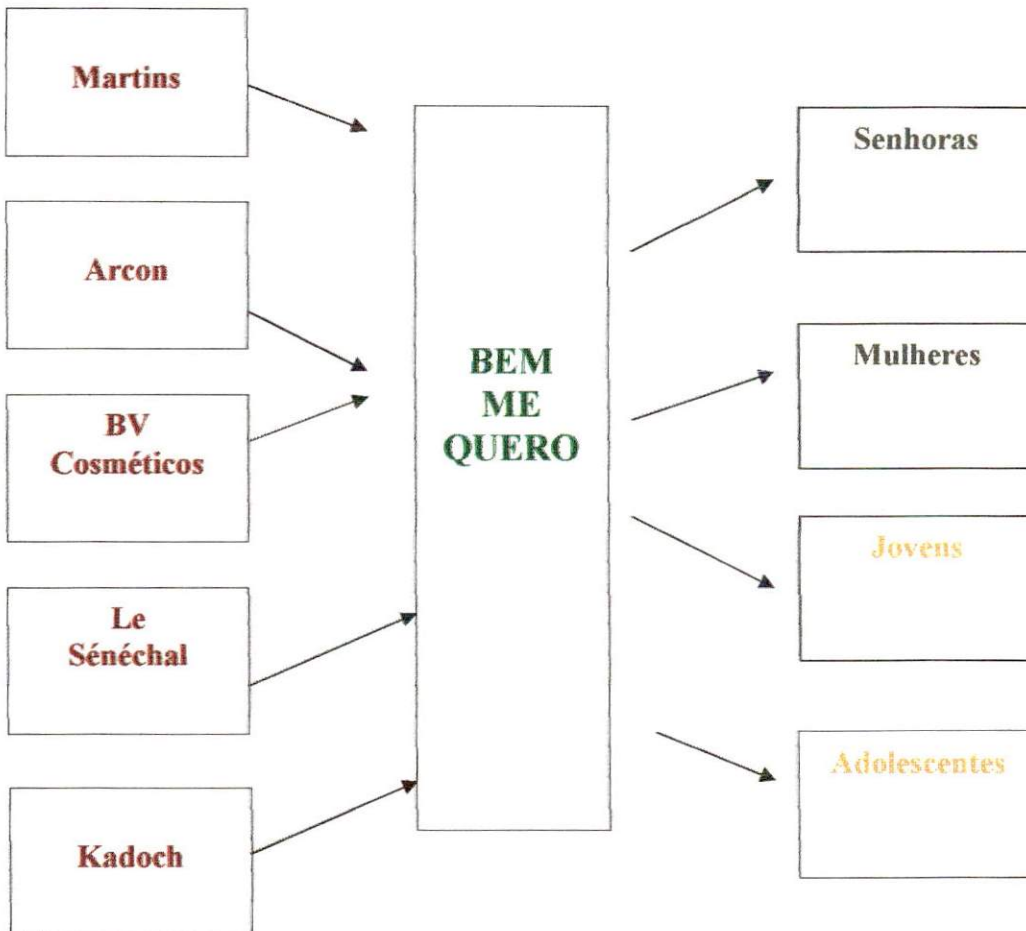 Martins
Arcon
BV
Cosméticos
Le
Sénéchal
Kadoch
BEM
ME
QUERO
Senhoras
Mulheres
Jovens
Adolescentes